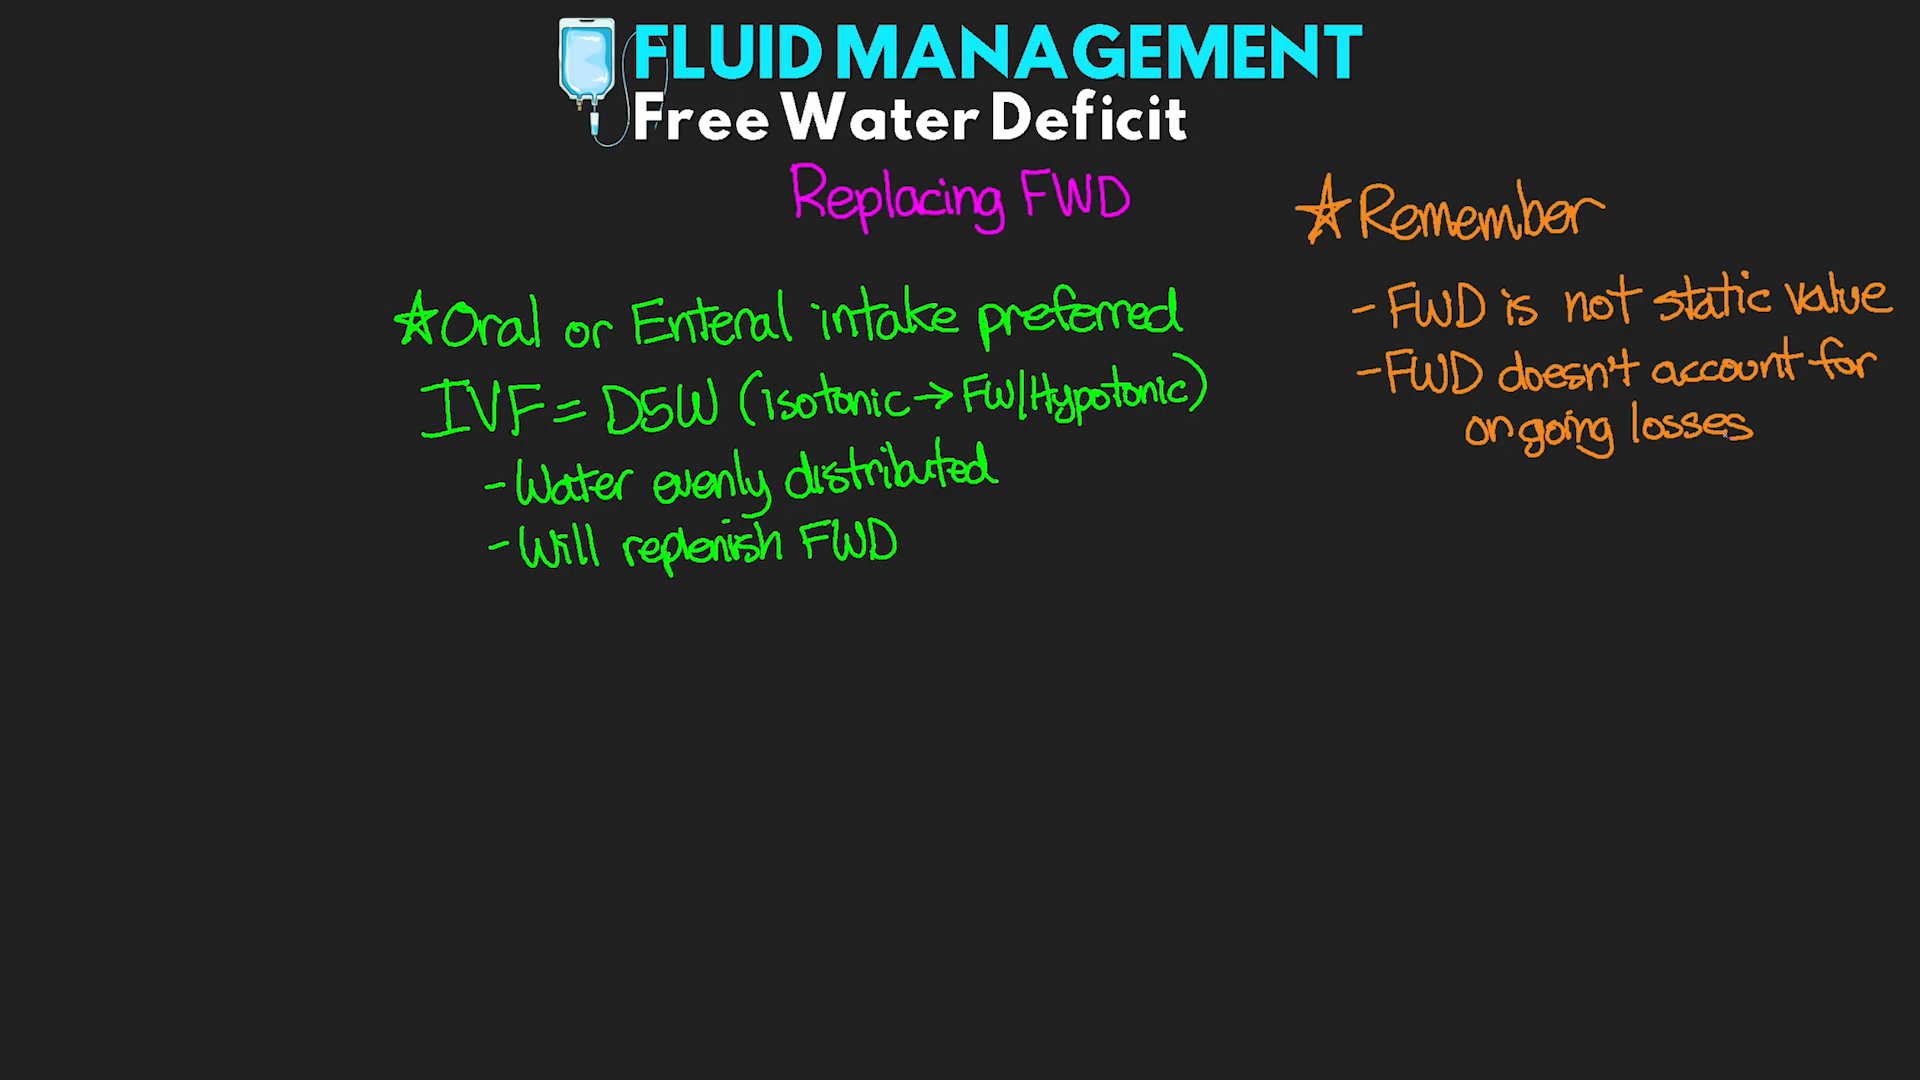 FLUID MANAGEMENT
Free Water Deficit
Replacing FWD
☆Oral or Enteral intake preferred
IVF = D5W (isotonic → FW/Hypotonic)
- Water evenly distributed
- Will replenish FWD
☆Remember
- FWD is not static value
- FWD doesn't account for
ongoing losses